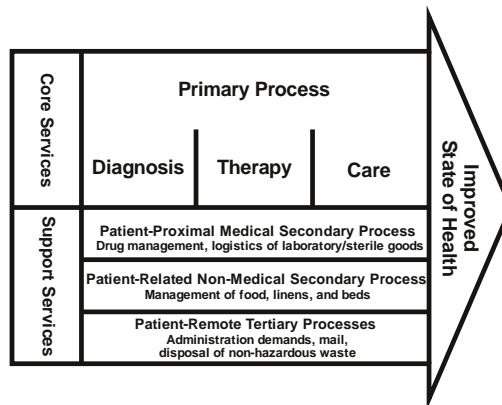 Core Services
Primary Process
Diagnosis
Therapy
Care
Support Services
Patient-Proximal Medical Secondary Process
Drug management, logistics of laboratory/sterile goods
Patient-Related Non-Medical Secondary Process
Management of food, linens, and beds
Patient-Remote Tertiary Processes
Administration demands, mail,
disposal of non-hazardous waste
Improved
State of Health